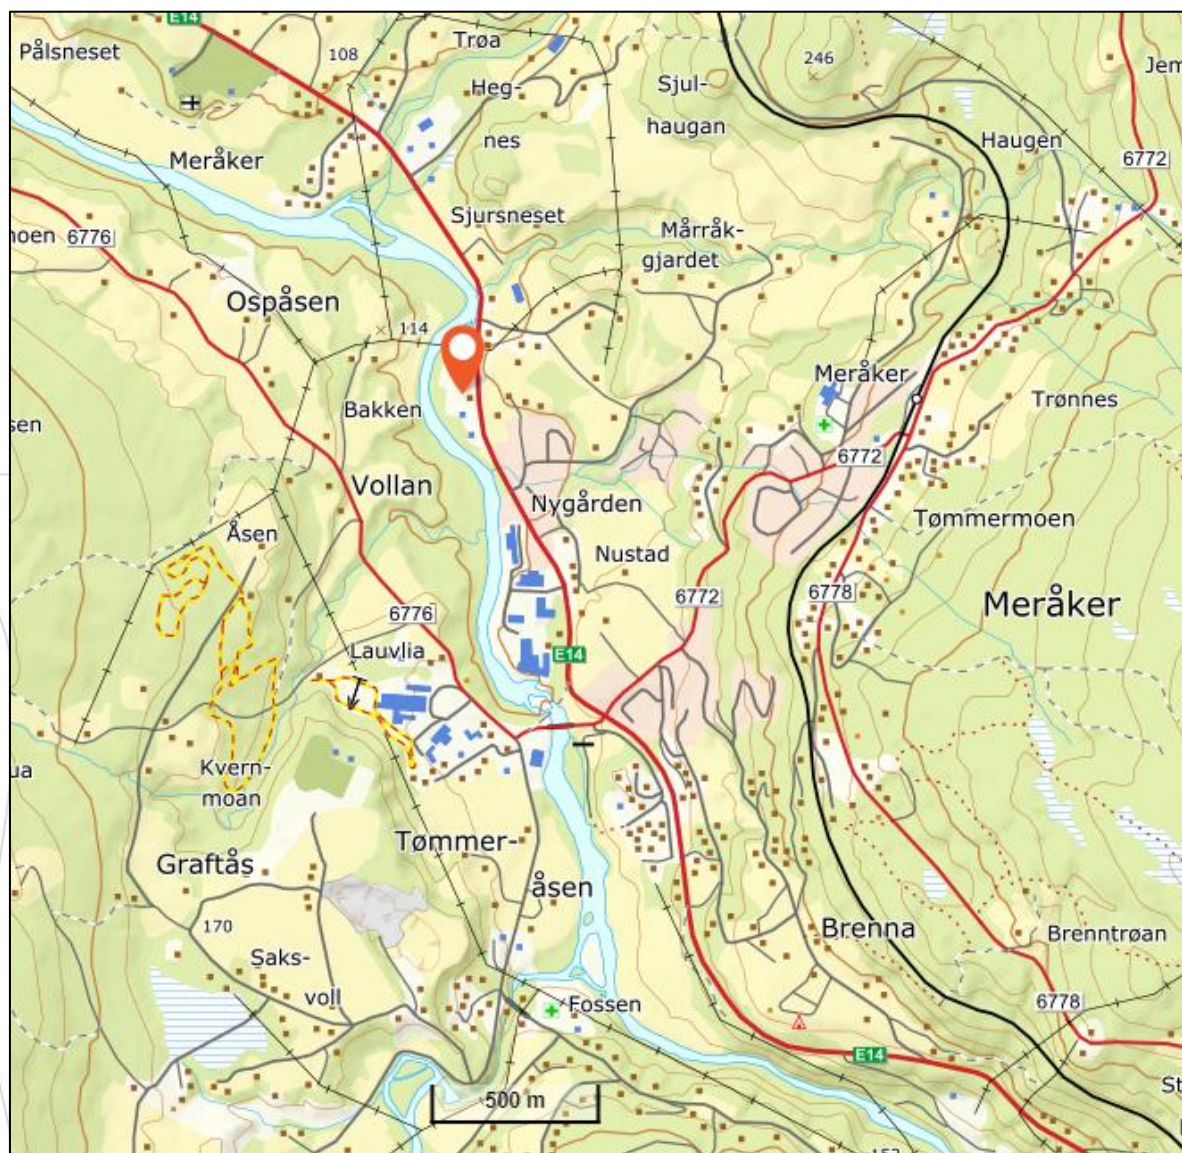 E14
Pålsneset
108
Trøa
246
Jem
Heg-
nes
Sjul-
haugan
Haugen
6772
Meråker
Sjursneset
Mårråk-
gjardet
moen
6776
Ospåsen
114
Meråker
Bakken
Trønnes
sen
6772
Vollan
Nygården
Tømmermoen
Åsen
Nustad
6776
6772
6778
Meråker
Lauvlia
E14
ua
Kvern-
moan
Tømmer-
Graftås
åsen
170
Brenna
Brenntrøan
Saks-
voll
Fossen
6778
E14
St
500 m